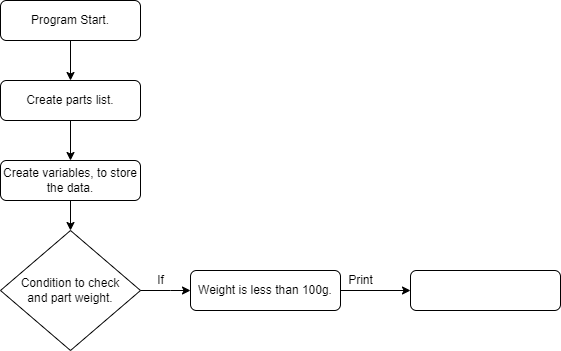 Program Start.
Create parts list.
Create variables, to store
the data.
Condition to check
and part weight.
If
Weight is less than 100g.
Print